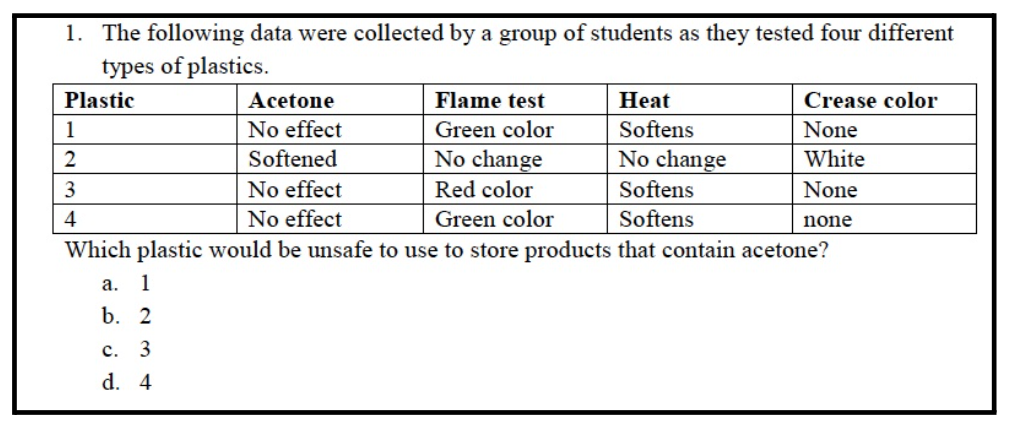 1. The following data were collected by a group of students as they tested four different
types of plastics.
Plastic Acetone Flame test Heat Crease color
1 No effect Green color Softens None
2 Softened No change No change White
3 No effect Red color Softens None
4 No effect Green color Softens none
Which plastic would be unsafe to use to store products that contain acetone?
a. 1
b. 2
c. 3
d. 4